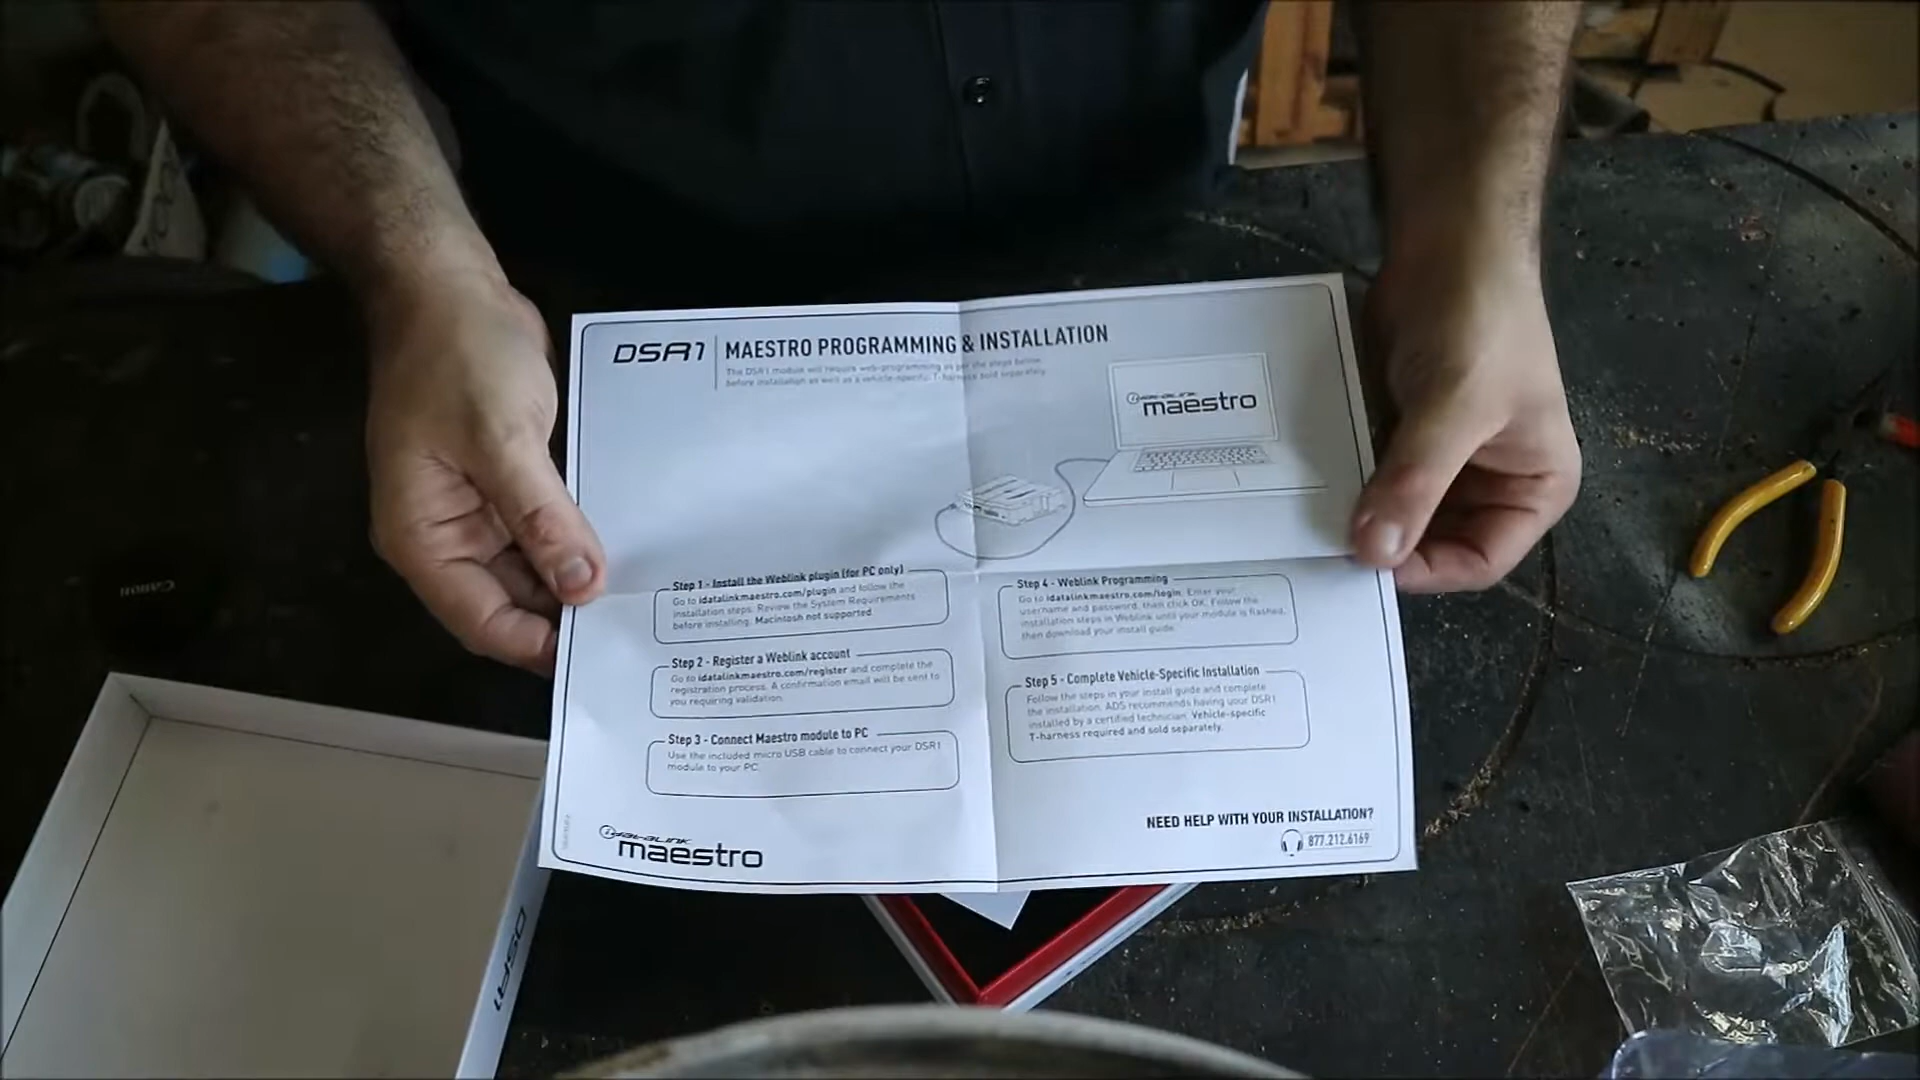 DSR1
MAESTRO PROGRAMMING & INSTALLATION
The DSR1 module will require web-programming as per the steps below,
before installation as well as a vehicle-specific T-harness sold separately.
idatalink
maestro
Step 1 - Install the Weblink plugin (for PC only)
Go to idatalinkmaestro.com/plugin and follow the
installation steps. Review the System Requirements
before installing. Macintosh not supported.
Step 2 - Register a Weblink account
Go to idatalinkmaestro.com/register and complete the
registration process. A confirmation email will be sent to
you requiring validation.
Step 3 - Connect Maestro module to PC
Use the included micro USB cable to connect your DSR1
module to your PC.
Step 4 - Weblink Programming
Go to idatalinkmaestro.com/login. Enter your
username and password, then click OK. Follow the
installation steps in Weblink until your module is flashed,
then download your install guide.
Step 5 - Complete Vehicle-Specific Installation
Follow the steps in your install guide and complete
the installation. ADS recommends having your DSR1
installed by a certified technician. Vehicle-specific
T-harness required and sold separately.
idatalink
maestro
NEED HELP WITH YOUR INSTALLATION?
877.212.6169
Canon
DSR1